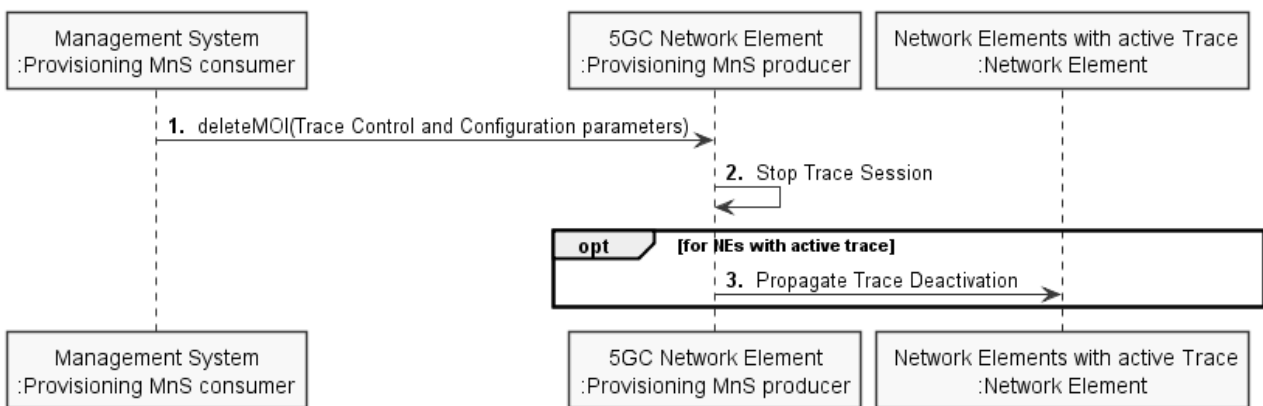 Management System
:Provisioning MnS consumer
5GC Network Element
:Provisioning MnS producer
Network Elements with active Trace
:Network Element
1. deleteMOI(Trace Control and Configuration parameters)
2. Stop Trace Session
opt [for NEs with active trace]
3. Propagate Trace Deactivation
Management System
:Provisioning MnS consumer
5GC Network Element
:Provisioning MnS producer
Network Elements with active Trace
:Network Element